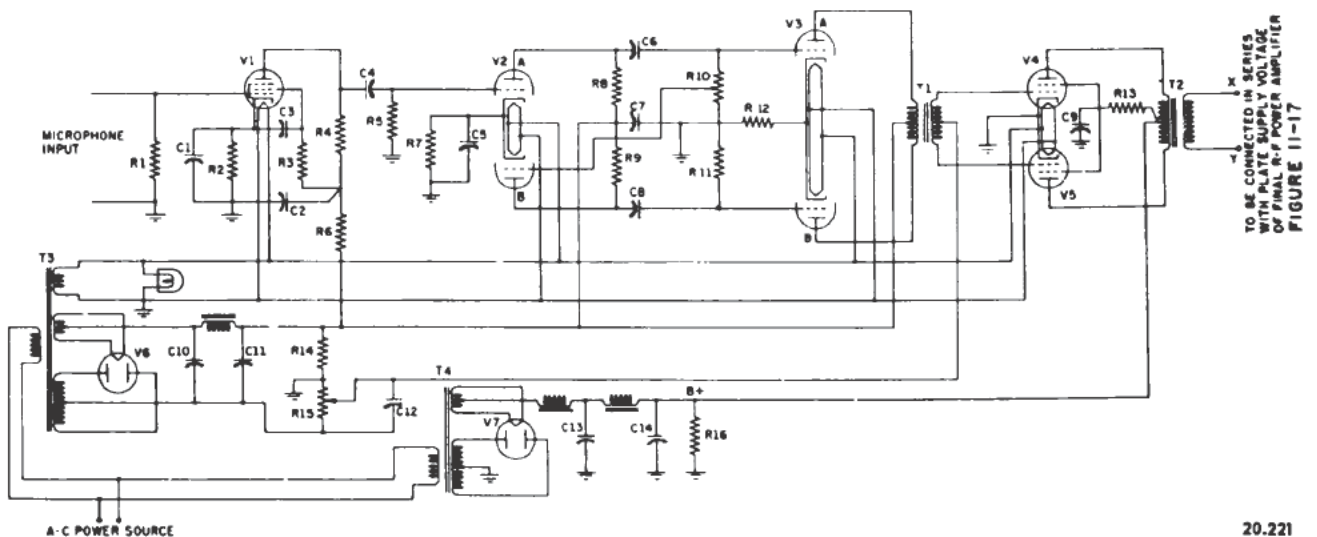 V1
MICROPHONE
INPUT
R1
C1
R2
C3
R3
C2
R4
R6
C4
R5
R7
C5
V2
A
B
R8
R9
C6
C7
C8
R10
R11
R12
V3
A
B
T1
V4
V5
C9
R13
T2
X
Y
TO BE CONNECTED IN SERIES
WITH PLATE SUPPLY VOLTAGE
OF FINAL R-F POWER AMPLIFIER
FIGURE 11-17
T3
V6
C10
C11
R14
R15
C12
T4
V7
C13
C14
B+
R16
A-C POWER SOURCE
20.221